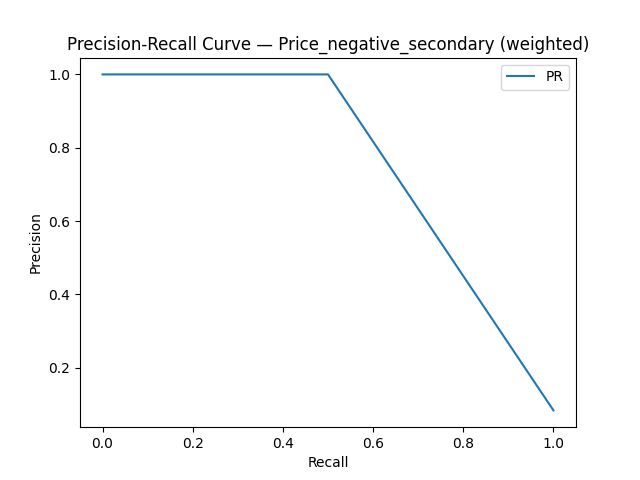 Precision-Recall Curve — Price_negative_secondary (weighted)
PR
1.0
0.8
0.6
0.4
0.2
Precision
0.0 0.2 0.4 0.6 0.8 1.0
Recall